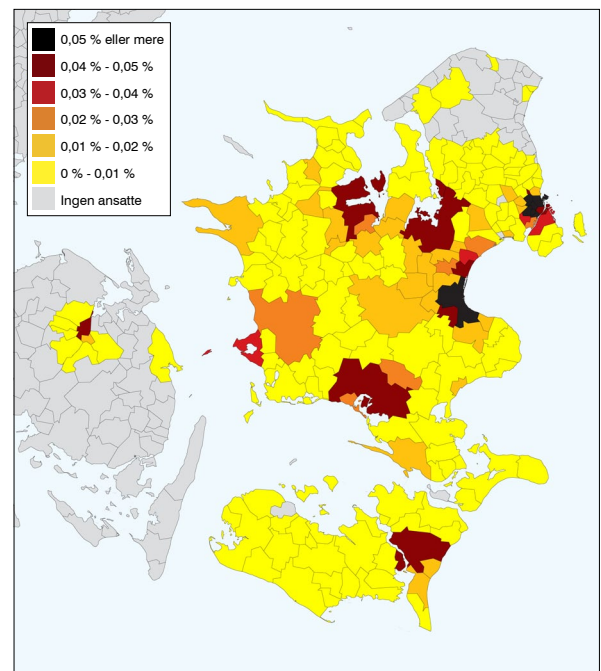 0,05 % eller mere
0,04 % - 0,05 %
0,03 % - 0,04 %
0,02 % - 0,03 %
0,01 % - 0,02 %
0 % - 0,01 %
Ingen ansatte